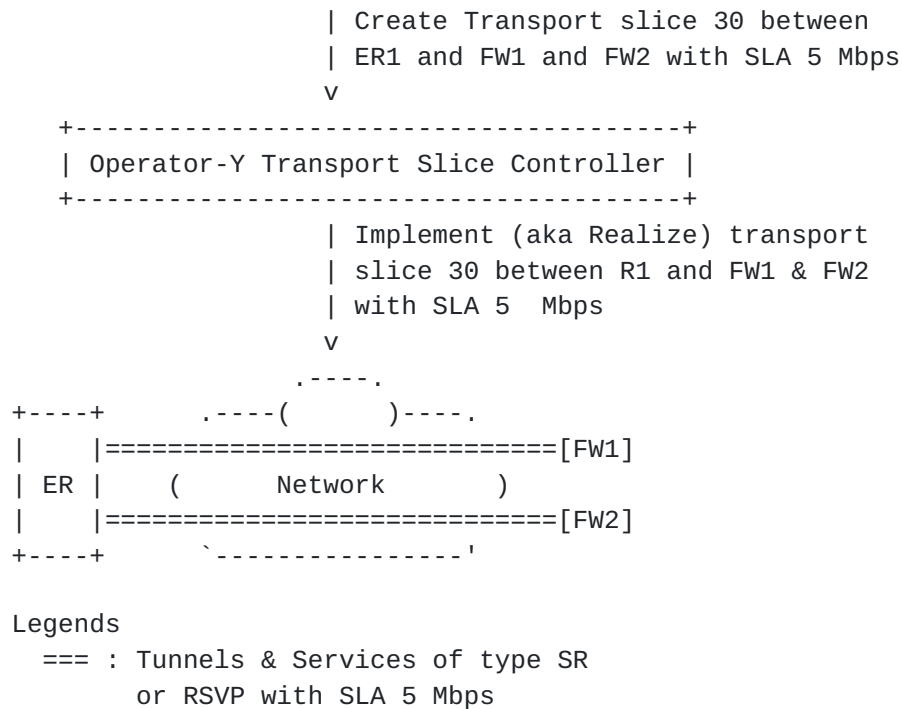 | Create Transport slice 30 between
| ER1 and FW1 and FW2 with SLA 5 Mbps
v
+---------------------------------------+
| Operator-Y Transport Slice Controller |
+---------------------------------------+
| Implement (aka Realize) transport
| slice 30 between R1 and FW1 & FW2
| with SLA 5  Mbps
v
.----.
+----+      .----(      )----.
|    |=============================[FW1]
| ER |    (      Network       )
|    |=============================[FW2]
+----+      `----------------'
Legends
=== : Tunnels & Services of type SR
or RSVP with SLA 5 Mbps